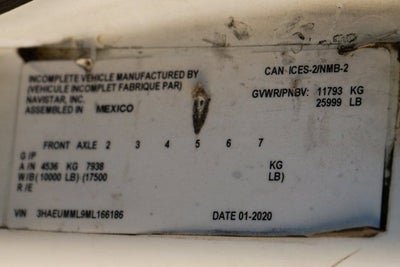 INCOMPLETE VEHICLE MANUFACTURED BY
(VEHICULE INCOMPLET FABRIQUE PAR)
NAVISTAR, INC.
ASSEMBLED IN MEXICO
CAN ICES-2/NMB-2
GVWR/PNBV: 11793 KG
25999 LB)
FRONT AXLE 2 3 4 5 6 7
G /P
A /N 4536 KG 7938 KG
W/B (10000 LB) (17500 LB)
R /E
VIN 3HAEUMML9ML166186 DATE 01-2020